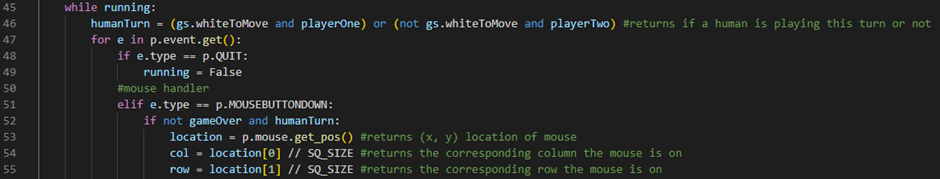 45 while running:
46 humanTurn = (gs.whiteToMove and playerOne) or (not gs.whiteToMove and playerTwo) #returns if a human is playing this turn or not
47 for e in p.event.get():
48 if e.type == p.QUIT:
49 running = False
50 #mouse handler
51 elif e.type == p.MOUSEBUTTONDOWN:
52 if not gameOver and humanTurn:
53 location = p.mouse.get_pos() #returns (x, y) location of mouse
54 col = location[0] // SQ_SIZE #returns the corresponding column the mouse is on
55 row = location[1] // SQ_SIZE #returns the corresponding row the mouse is on